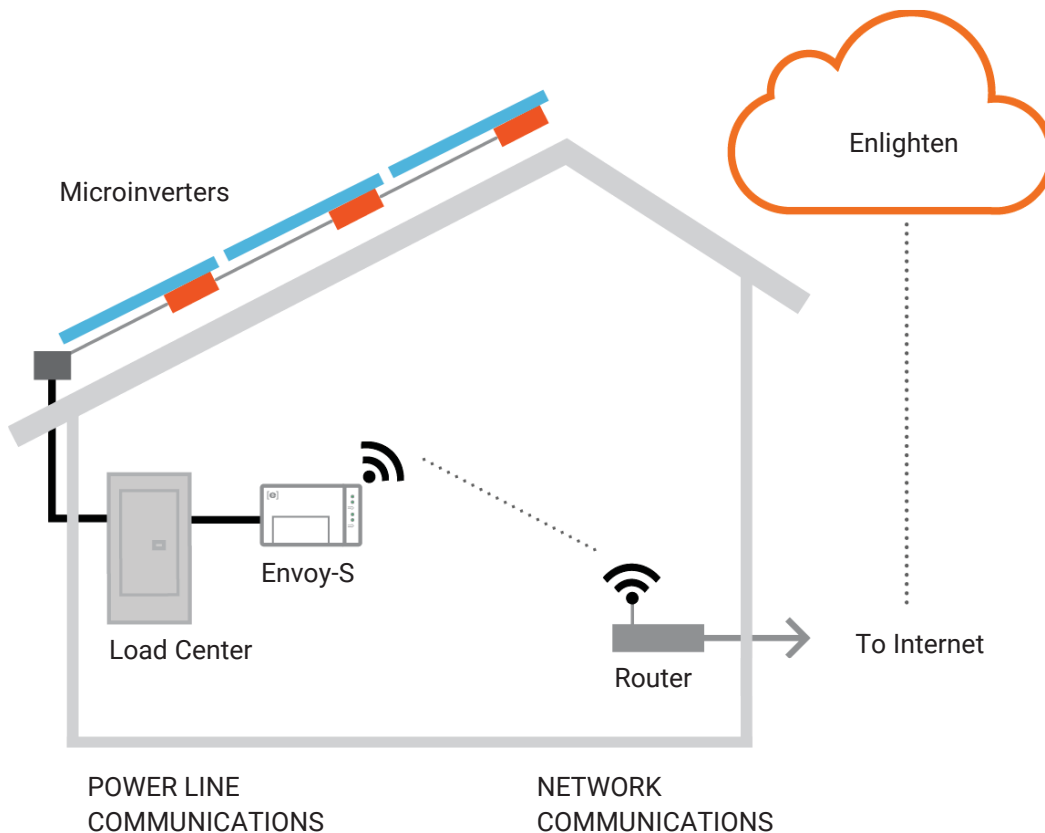 Enlighten
Microinverters
Envoy-S
Load Center
Router
To Internet
POWER LINE
COMMUNICATIONS
NETWORK
COMMUNICATIONS